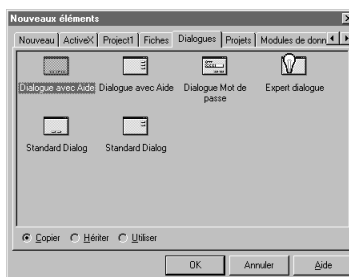 Nouveaux éléments
Nouveau ActiveX Project1 Fiches Dialogues Projets Modules de donn
Dialogue avec Aide Dialogue avec Aide Dialogue Mot de passe Expert dialogue
Standard Dialog Standard Dialog
Copier Hériter Utiliser
OK Annuler Aide